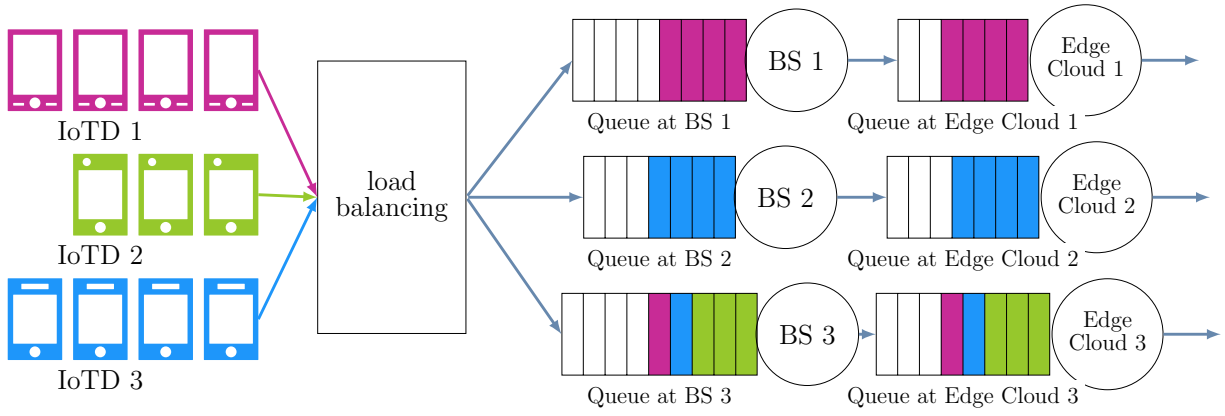 IoTD 1
IoTD 2
IoTD 3
load
balancing
BS 1
Queue at BS 1
Edge
Cloud 1
Queue at Edge Cloud 1
BS 2
Queue at BS 2
Edge
Cloud 2
Queue at Edge Cloud 2
BS 3
Queue at BS 3
Edge
Cloud 3
Queue at Edge Cloud 3